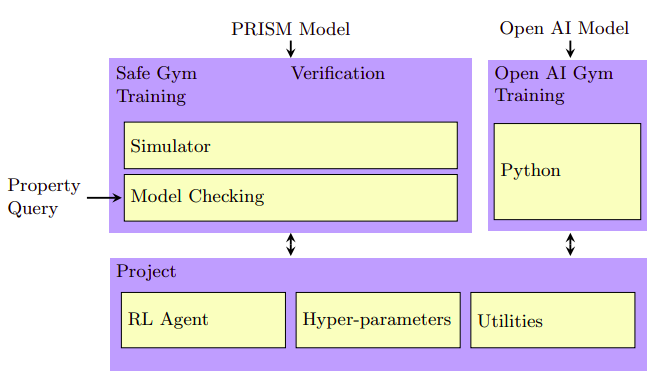 PRISM Model
Open AI Model
Safe Gym
Training
Verification
Open AI Gym
Training
Simulator
Python
Property
Query
Model Checking
Project
RL Agent
Hyper-parameters
Utilities